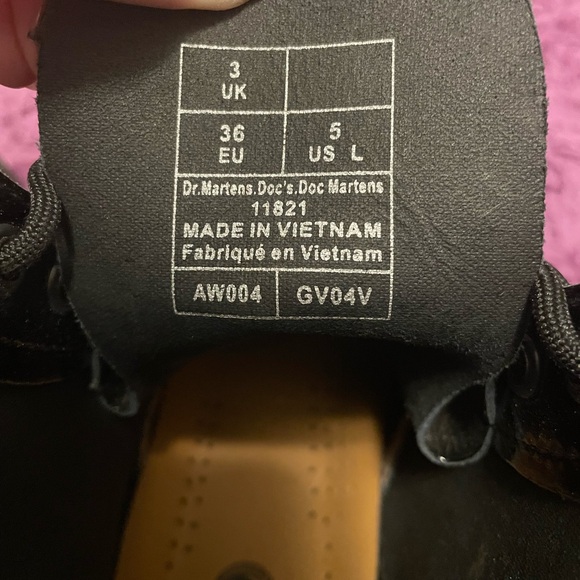 3
UK
36 5
EU US L
Dr.Martens.Doc's.Doc Martens
11821
MADE IN VIETNAM
Fabriqué en Vietnam
AW004 GV04V